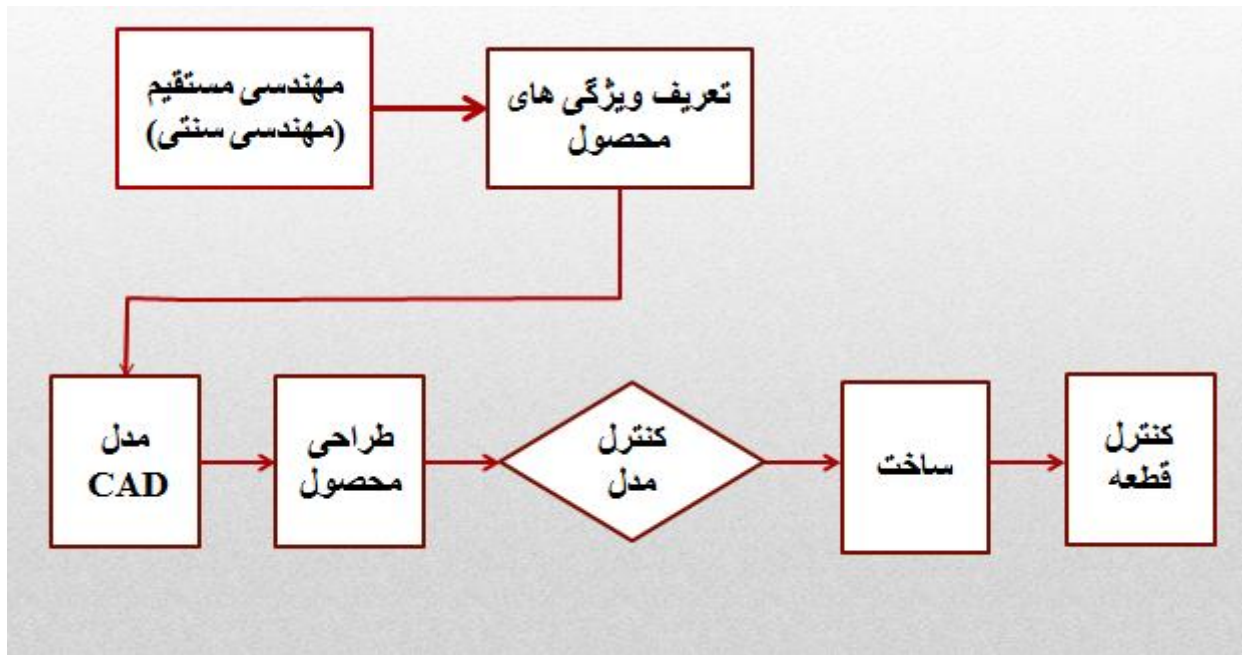 مهندسی مستقیم
(مهندسی سنتی)
تعریف ویژگی های
محصول
مدل
CAD
طراحی
محصول
کنترل
مدل
ساخت
کنترل
قطعه